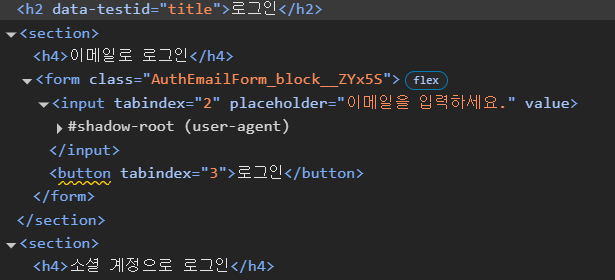 <h2 data-testid="title">로그인</h2>
<section>
<h4>이메일로 로그인</h4>
<form class="AuthEmailForm_block__ZYx5S"> flex
<input tabindex="2" placeholder="이메일을 입력하세요." value>
#shadow-root (user-agent)
</input>
<button tabindex="3">로그인</button>
</form>
</section>
<section>
<h4>소셜 계정으로 로그인</h4>